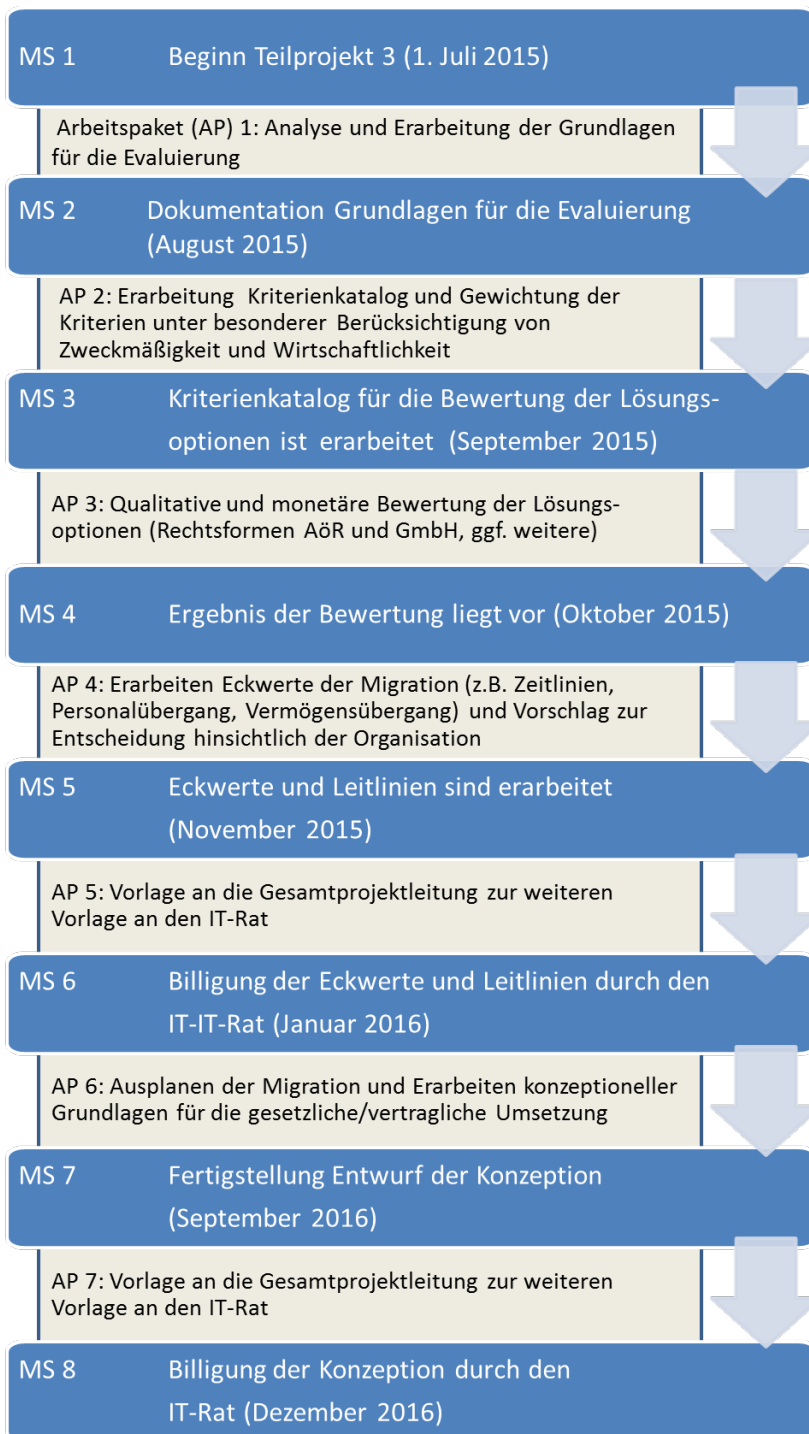 MS 1 Beginn Teilprojekt 3 (1. Juli 2015)
Arbeitspaket (AP) 1: Analyse und Erarbeitung der Grundlagen
für die Evaluierung
MS 2 Dokumentation Grundlagen für die Evaluierung
(August 2015)
AP 2: Erarbeitung Kriterienkatalog und Gewichtung der
Kriterien unter besonderer Berücksichtigung von
Zweckmäßigkeit und Wirtschaftlichkeit
MS 3 Kriterienkatalog für die Bewertung der Lösungs-
optionen ist erarbeitet (September 2015)
AP 3: Qualitative und monetäre Bewertung der Lösungs-
optionen (Rechtsformen AöR und GmbH, ggf. weitere)
MS 4 Ergebnis der Bewertung liegt vor (Oktober 2015)
AP 4: Erarbeiten Eckwerte der Migration (z.B. Zeitlinien,
Personalübergang, Vermögensübergang) und Vorschlag zur
Entscheidung hinsichtlich der Organisation
MS 5 Eckwerte und Leitlinien sind erarbeitet
(November 2015)
AP 5: Vorlage an die Gesamtprojektleitung zur weiteren
Vorlage an den IT-Rat
MS 6 Billigung der Eckwerte und Leitlinien durch den
IT-IT-Rat (Januar 2016)
AP 6: Ausplanen der Migration und Erarbeiten konzeptioneller
Grundlagen für die gesetzliche/vertragliche Umsetzung
MS 7 Fertigstellung Entwurf der Konzeption
(September 2016)
AP 7: Vorlage an die Gesamtprojektleitung zur weiteren
Vorlage an den IT-Rat
MS 8 Billigung der Konzeption durch den
IT-Rat (Dezember 2016)